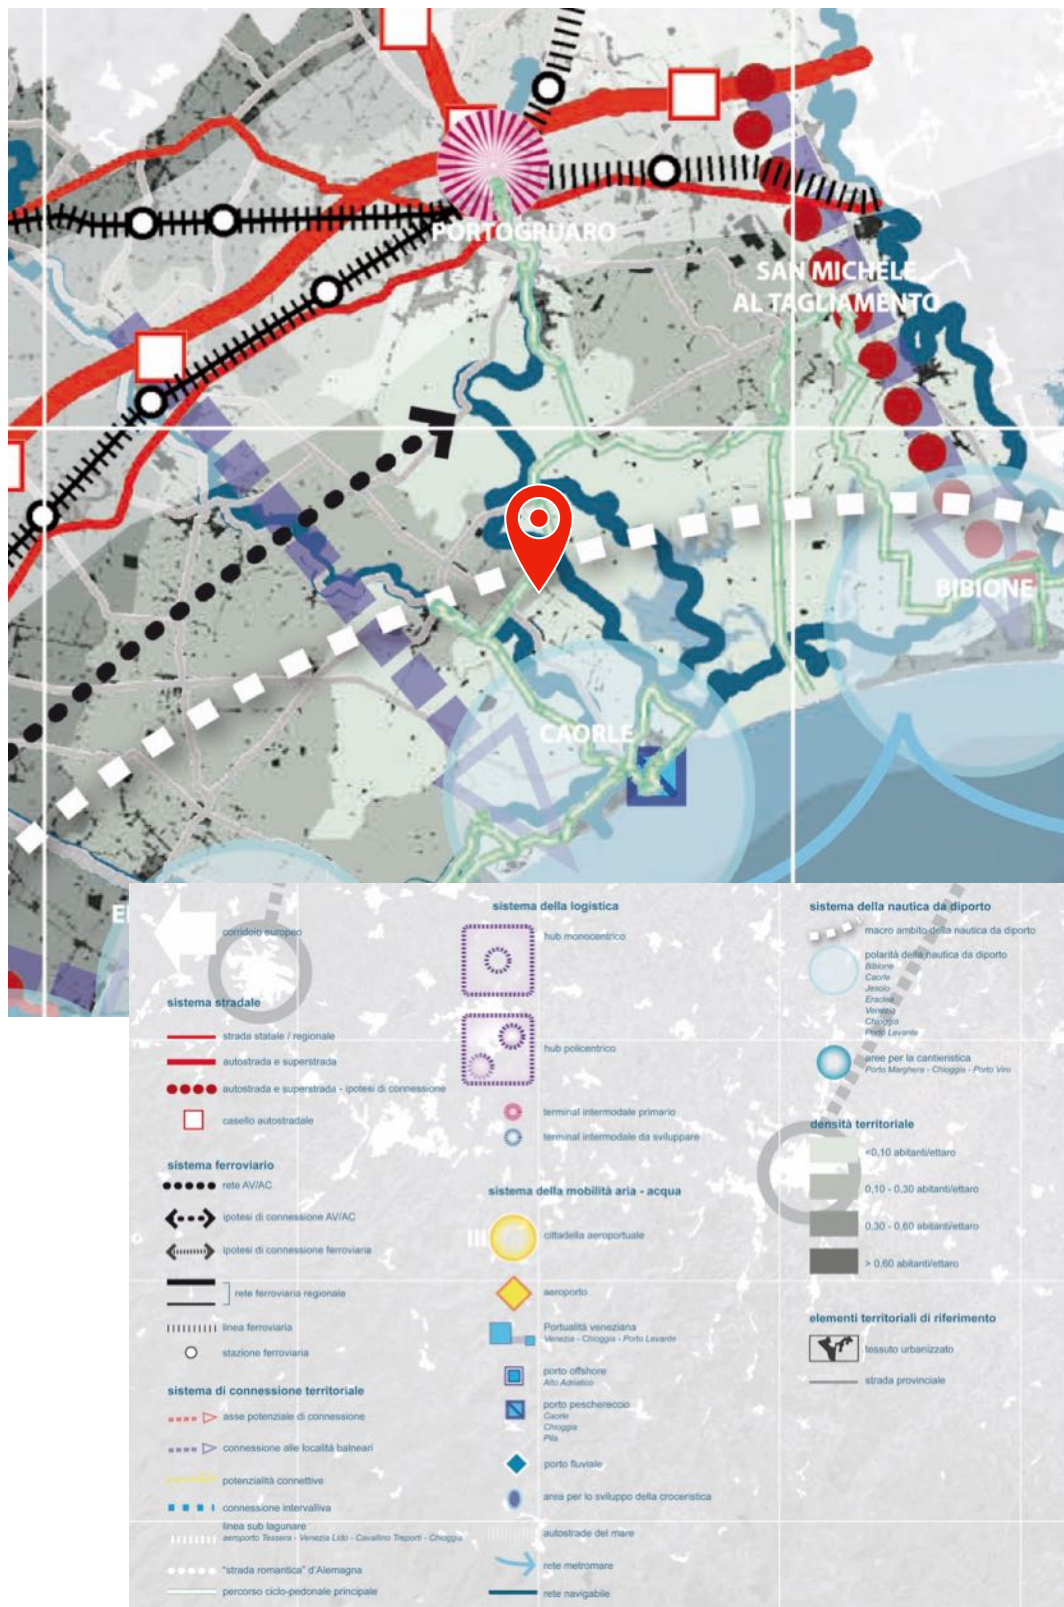 PORTOGRUARO
SAN MICHELE
AL TAGLIAMENTO
BIBIONE
CAORLE
corridoio europeo
sistema stradale
strada statale / regionale
autostrada e superstrada
autostrada e superstrada - ipotesi di connessione
casello autostradale
sistema ferroviario
rete AV/AC
ipotesi di connessione AV/AC
ipotesi di connessione ferroviaria
rete ferroviaria regionale
linea ferroviaria
stazione ferroviaria
sistema di connessione territoriale
asse potenziale di connessione
connessione alle località balneari
potenzialità connettive
connessione intervalliva
linea sub lagunare
aeroporto Tessera - Venezia Lido - Cavallino Treporti - Chioggia
"strada romantica" d'Alemagna
percorso ciclo-pedonale principale
sistema della logistica
hub monocentrico
hub policentrico
terminal intermodale primario
terminal intermodale da sviluppare
sistema della mobilità aria - acqua
cittadella aeroportuale
aeroporto
Portualità veneziana
Venezia - Chioggia - Porto Levante
porto offshore
Alto Adriatico
porto peschereccio
Caorle
Chioggia
Pila
porto fluviale
area per lo sviluppo della croceristica
autostrade del mare
rete metromare
rete navigabile
sistema della nautica da diporto
macro ambito della nautica da diporto
polarità della nautica da diporto
Bibione
Caorle
Jesolo
Eraclea
Venezia
Chioggia
Porto Levante
aree per la cantieristica
Porto Marghera - Chioggia - Porto Viro
densità territoriale
<0,10 abitanti/ettaro
0,10 - 0,30 abitanti/ettaro
0,30 - 0,60 abitanti/ettaro
> 0,60 abitanti/ettaro
elementi territoriali di riferimento
tessuto urbanizzato
strada provinciale